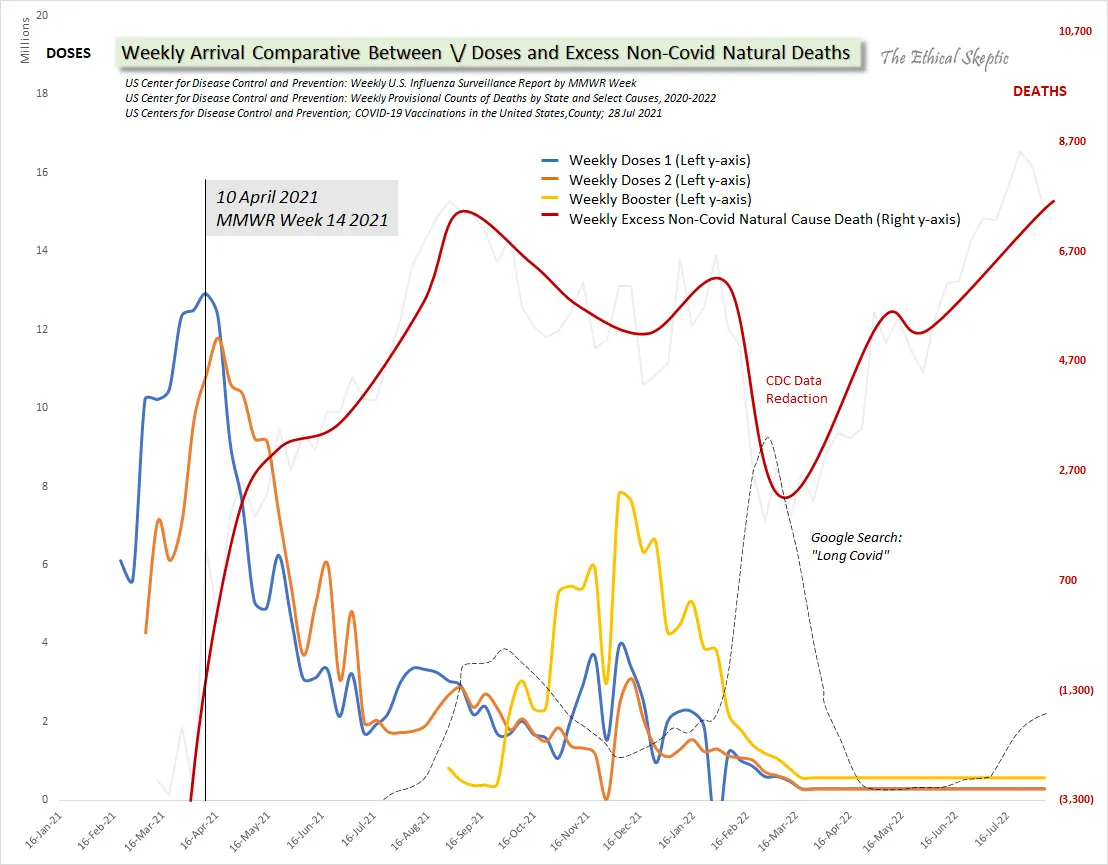 Millions
20
DOSES
Weekly Arrival Comparative Between \/ Doses and Excess Non-Covid Natural Deaths
The Ethical Skeptic
10,700
US Center for Disease Control and Prevention: Weekly U.S. Influenza Surveillance Report by MMWR Week
US Center for Disease Control and Prevention: Weekly Provisional Counts of Deaths by State and Select Causes, 2020-2022
US Centers for Disease Control and Prevention; COVID-19 Vaccinations in the United States,County; 28 Jul 2021
DEATHS
18
8,700
Weekly Doses 1 (Left y-axis)
Weekly Doses 2 (Left y-axis)
Weekly Booster (Left y-axis)
Weekly Excess Non-Covid Natural Cause Death (Right y-axis)
16
10 April 2021
MMWR Week 14 2021
14
6,700
12
4,700
CDC Data
Redaction
10
2,700
8
Google Search:
"Long Covid"
6
700
4
(1,300)
2
0
(3,300)
16-Jan-21
16-Feb-21
16-Mar-21
16-Apr-21
16-May-21
16-Jun-21
16-Jul-21
16-Aug-21
16-Sep-21
16-Oct-21
16-Nov-21
16-Dec-21
16-Jan-22
16-Feb-22
16-Mar-22
16-Apr-22
16-May-22
16-Jun-22
16-Jul-22